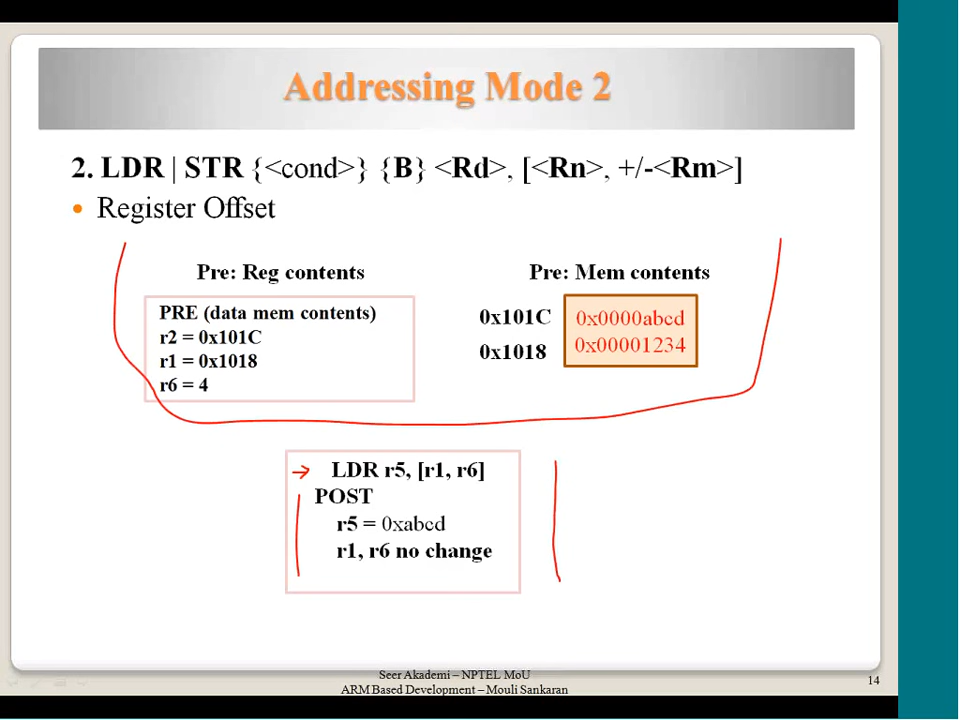 Addressing Mode 2
2. LDR | STR {<cond>} {B} <Rd>, [<Rn>, +/-<Rm>]
• Register Offset
Pre: Reg contents
PRE (data mem contents)
r2 = 0x101C
r1 = 0x1018
r6 = 4
Pre: Mem contents
0x101C 0x0000abcd
0x1018 0x00001234
LDR r5, [r1, r6]
POST
r5 = 0xabcd
r1, r6 no change
Seer Akademi – NPTEL MoU
ARM Based Development – Mouli Sankaran
14